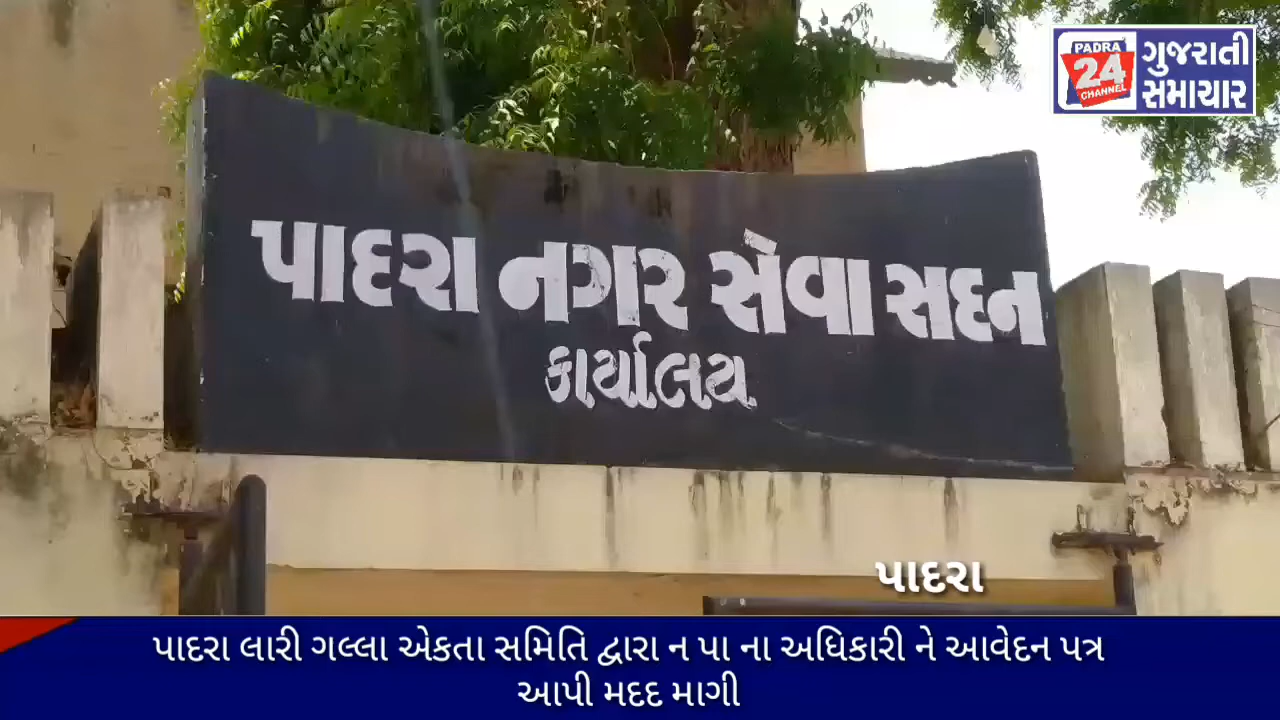 PADRA
24
CHANNEL
ગુજરાતી
સમાચાર
પાદરા નગર સેવા સદન
કાર્યાલય
પાદરા
પાદરા લારી ગલ્લા એકતા સમિતિ દ્વારા ન પા ના અધિકારી ને આવેદન પત્ર
આપી મદદ માગી